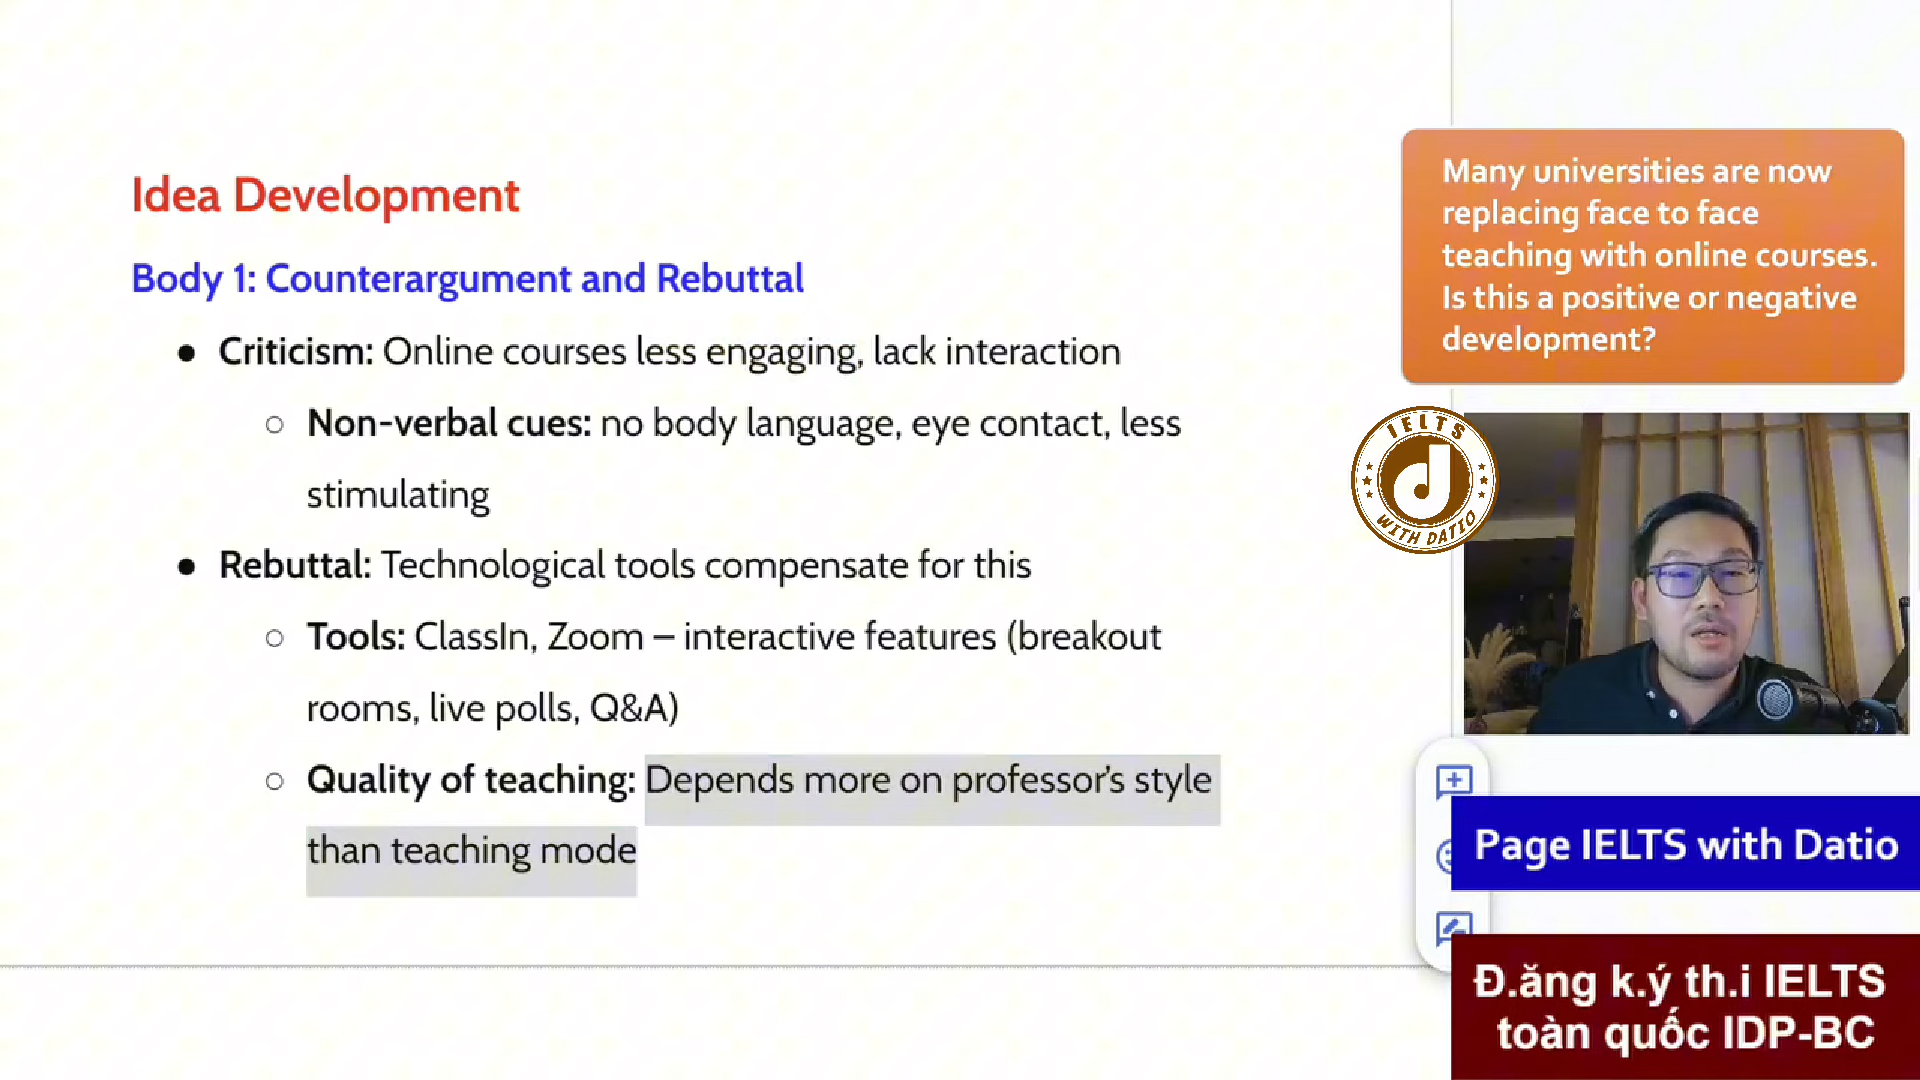 Idea Development
Body 1: Counterargument and Rebuttal
● Criticism: Online courses less engaging, lack interaction
○ Non-verbal cues: no body language, eye contact, less
stimulating
● Rebuttal: Technological tools compensate for this
○ Tools: ClassIn, Zoom – interactive features (breakout
rooms, live polls, Q&A)
○ Quality of teaching: Depends more on professor's style
than teaching mode
Many universities are now
replacing face to face
teaching with online courses.
Is this a positive or negative
development?
IELTS
d
WITH DATIO
Page IELTS with Datio
Đ.ăng k.ý th.i IELTS
toàn quốc IDP-BC